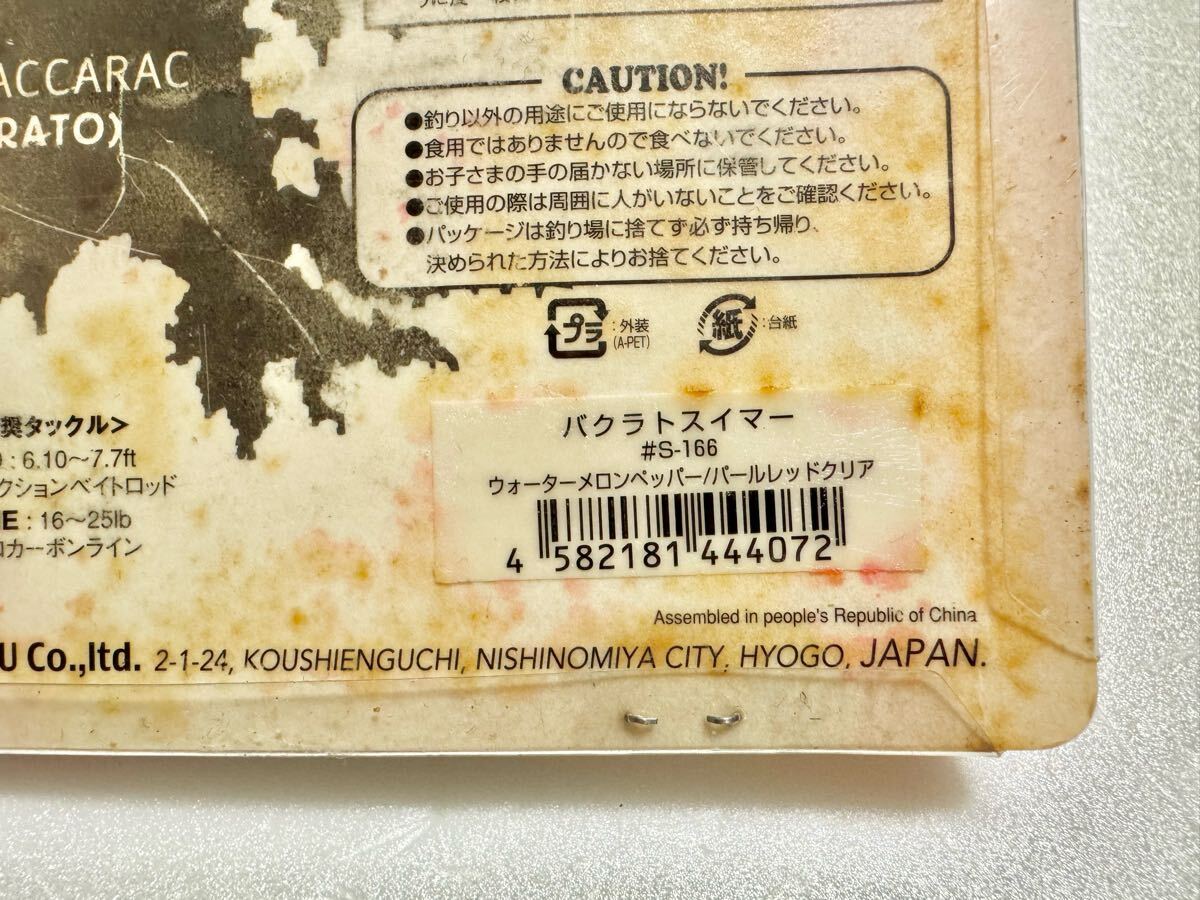 ACCARAC
RATO)
CAUTION!
●釣り以外の用途にご使用にならないでください。
●食用ではありませんので食べないでください。
●お子さまの手の届かない場所に保管してください。
●ご使用の際は周囲に人がいないことをご確認ください。
●パッケージは釣り場に捨てず必ず持ち帰り、
決められた方法によりお捨てください。
プラ :外装
(A-PET)
紙 :台紙
奨タックル>
: 6.10～7.7ft
クションベイトロッド
E : 16～25lb
ロカーボンライン
バクラトスイマー
#S-166
ウォーターメロンペッパー/パールレッドクリア
4 582181 444072
Assembled in people's Republic of China
U Co.,ltd. 2-1-24, KOUSHIENGUCHI, NISHINOMIYA CITY, HYOGO, JAPAN.